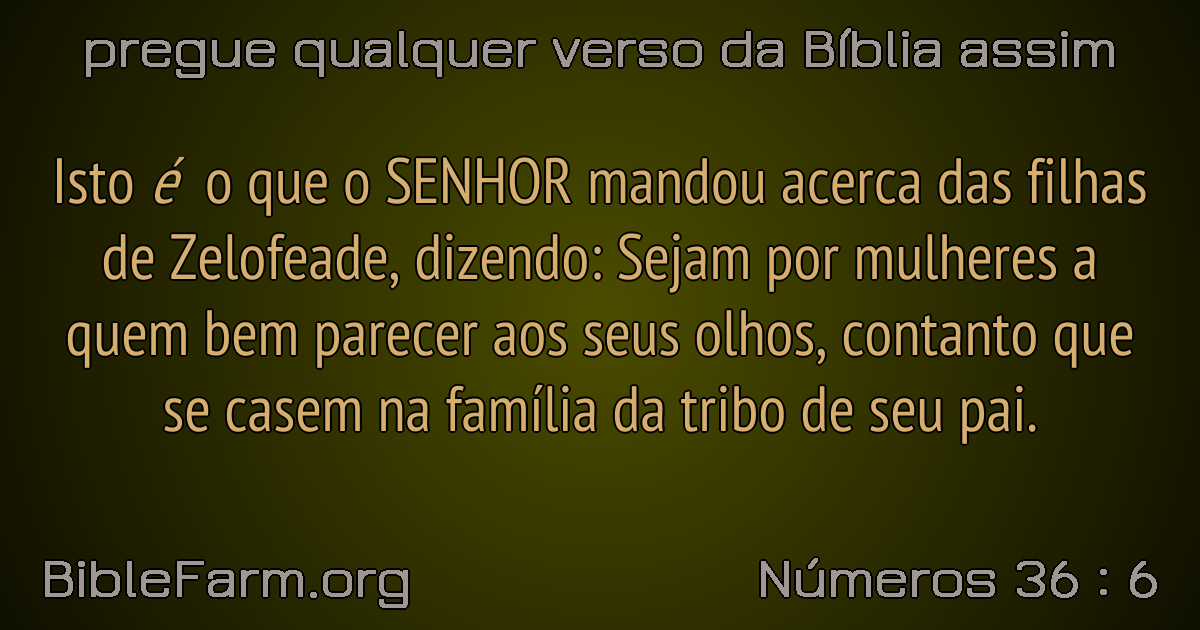 pregue qualquer verso da Bíblia assim
Isto é o que o SENHOR mandou acerca das filhas
de Zelofeade, dizendo: Sejam por mulheres a
quem bem parecer aos seus olhos, contanto que
se casem na família da tribo de seu pai.
BibleFarm.org
Números 36 : 6